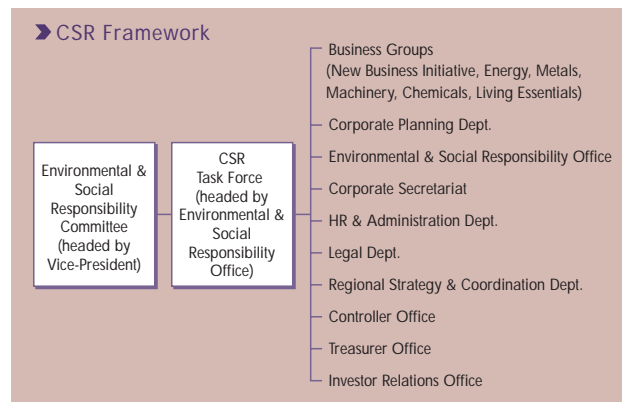 CSR Framework
Environmental &
Social
Responsibility
Committee
(headed by
Vice-President)
CSR
Task Force
(headed by
Environmental &
Social
Responsibility
Office)
Business Groups
(New Business Initiative, Energy, Metals,
Machinery, Chemicals, Living Essentials)
Corporate Planning Dept.
Environmental & Social Responsibility Office
Corporate Secretariat
HR & Administration Dept.
Legal Dept.
Regional Strategy & Coordination Dept.
Controller Office
Treasurer Office
Investor Relations Office